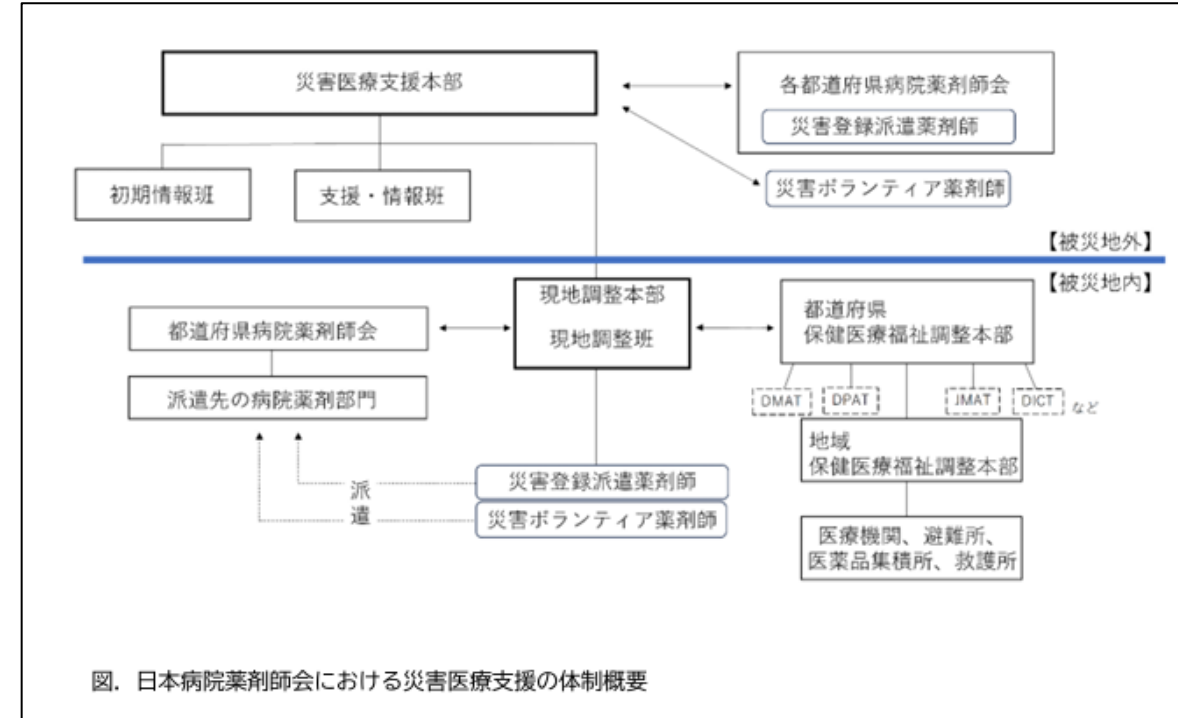 災害医療支援本部
各都道府県病院薬剤師会
災害登録派遣薬剤師
初期情報班
支援・情報班
災害ボランティア薬剤師
【被災地外】
【被災地内】
現地調整本部
現地調整班
都道府県病院薬剤師会
都道府県
保健医療福祉調整本部
派遣先の病院薬剤部門
DMAT
DPAT
JMAT
DICT
など
地域
保健医療福祉調整本部
災害登録派遣薬剤師
派
遣
災害ボランティア薬剤師
医療機関、避難所、
医薬品集積所、救護所
図．日本病院薬剤師会における災害医療支援の体制概要